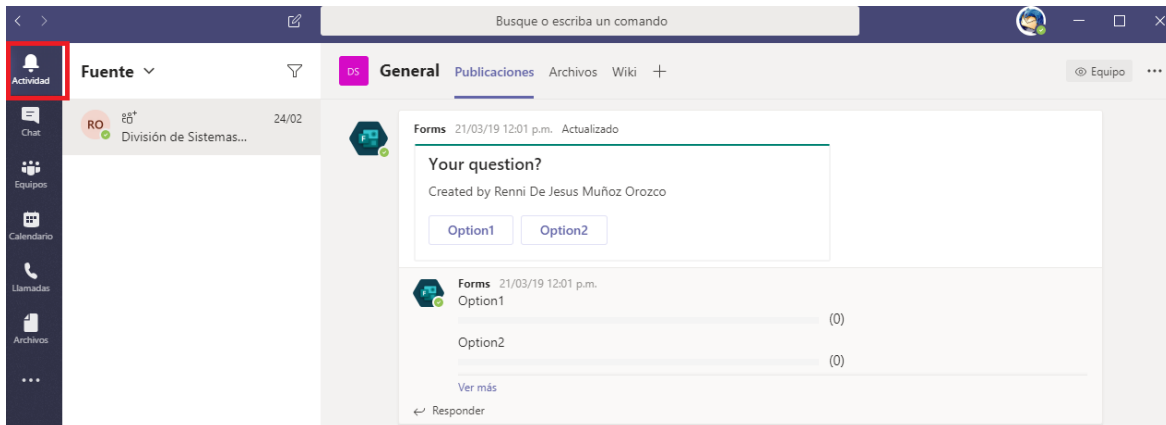 Busque o escriba un comando
Actividad
Chat
Equipos
Calendario
Llamadas
Archivos
Fuente
RO
24/02
División de Sistemas...
DS
General Publicaciones Archivos Wiki
Equipo
Forms 21/03/19 12:01 p.m. Actualizado
Your question?
Created by Renni De Jesus Muñoz Orozco
Option1 Option2
Forms 21/03/19 12:01 p.m.
Option1
(0)
Option2
(0)
Ver más
Responder